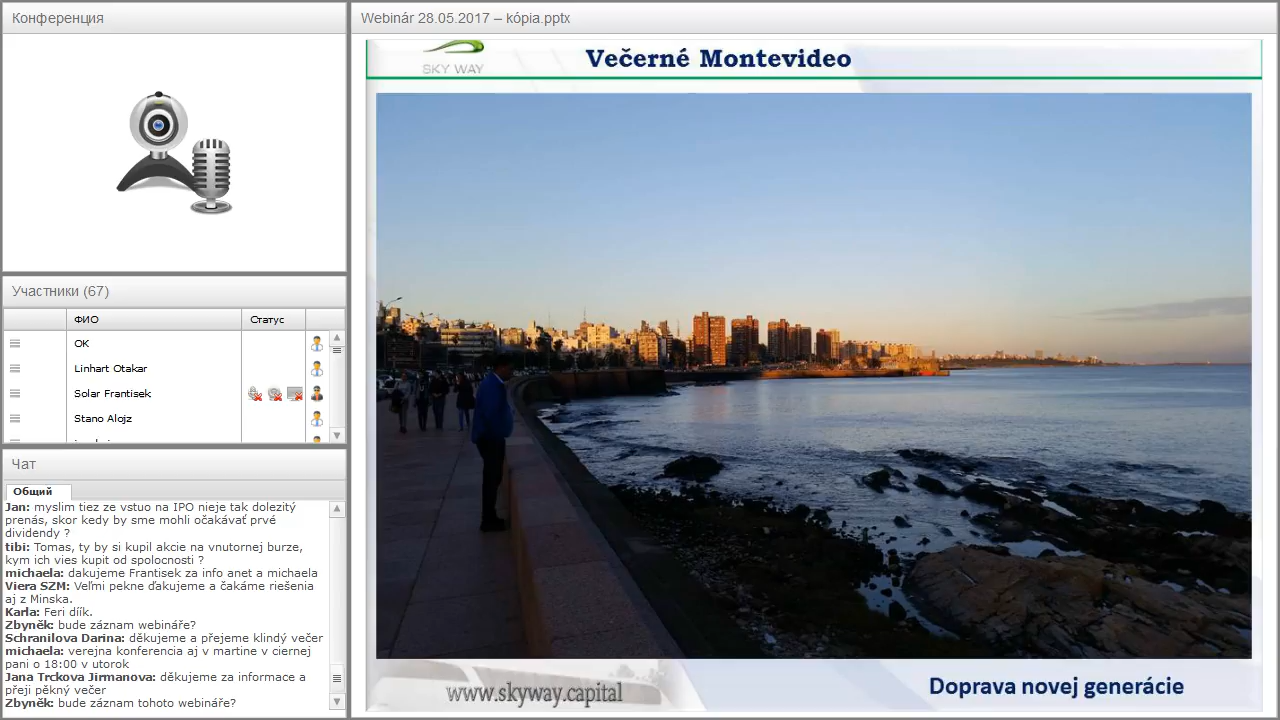 Конференция
Участники (67)
ФИО
Статус
OK
Linhart Otakar
Solar Frantisek
Stano Alojz
Чат
Общий
Jan: myslim tiez ze vstuo na IPO nieje tak dolezitý
prenás, skor kedy by sme mohli očakávať prvé
dividendy ?
tibi: Tomas, ty by si kupil akcie na vnutornej burze,
kym ich vies kupit od spolocnosti ?
michaela: dakujeme Frantisek za info anet a michaela
Viera SZM: Veľmi pekne ďakujeme a čakáme riešenia
aj z Minska.
Karla: Feri díík.
Zbyněk: bude záznam webináře?
Schranilova Darina: děkujeme a přejeme klindý večer
michaela: verejna konferencia aj v martine v ciernej
pani o 18:00 v utorok
Jana Trckova Jirmanova: děkujeme za informace a
přeji pěkný večer
Zbyněk: bude záznam tohoto webináře?
Webinár 28.05.2017 – kópia.pptx
SKY WAY
Večerné Montevideo
www.skyway.capital
Doprava novej generácie